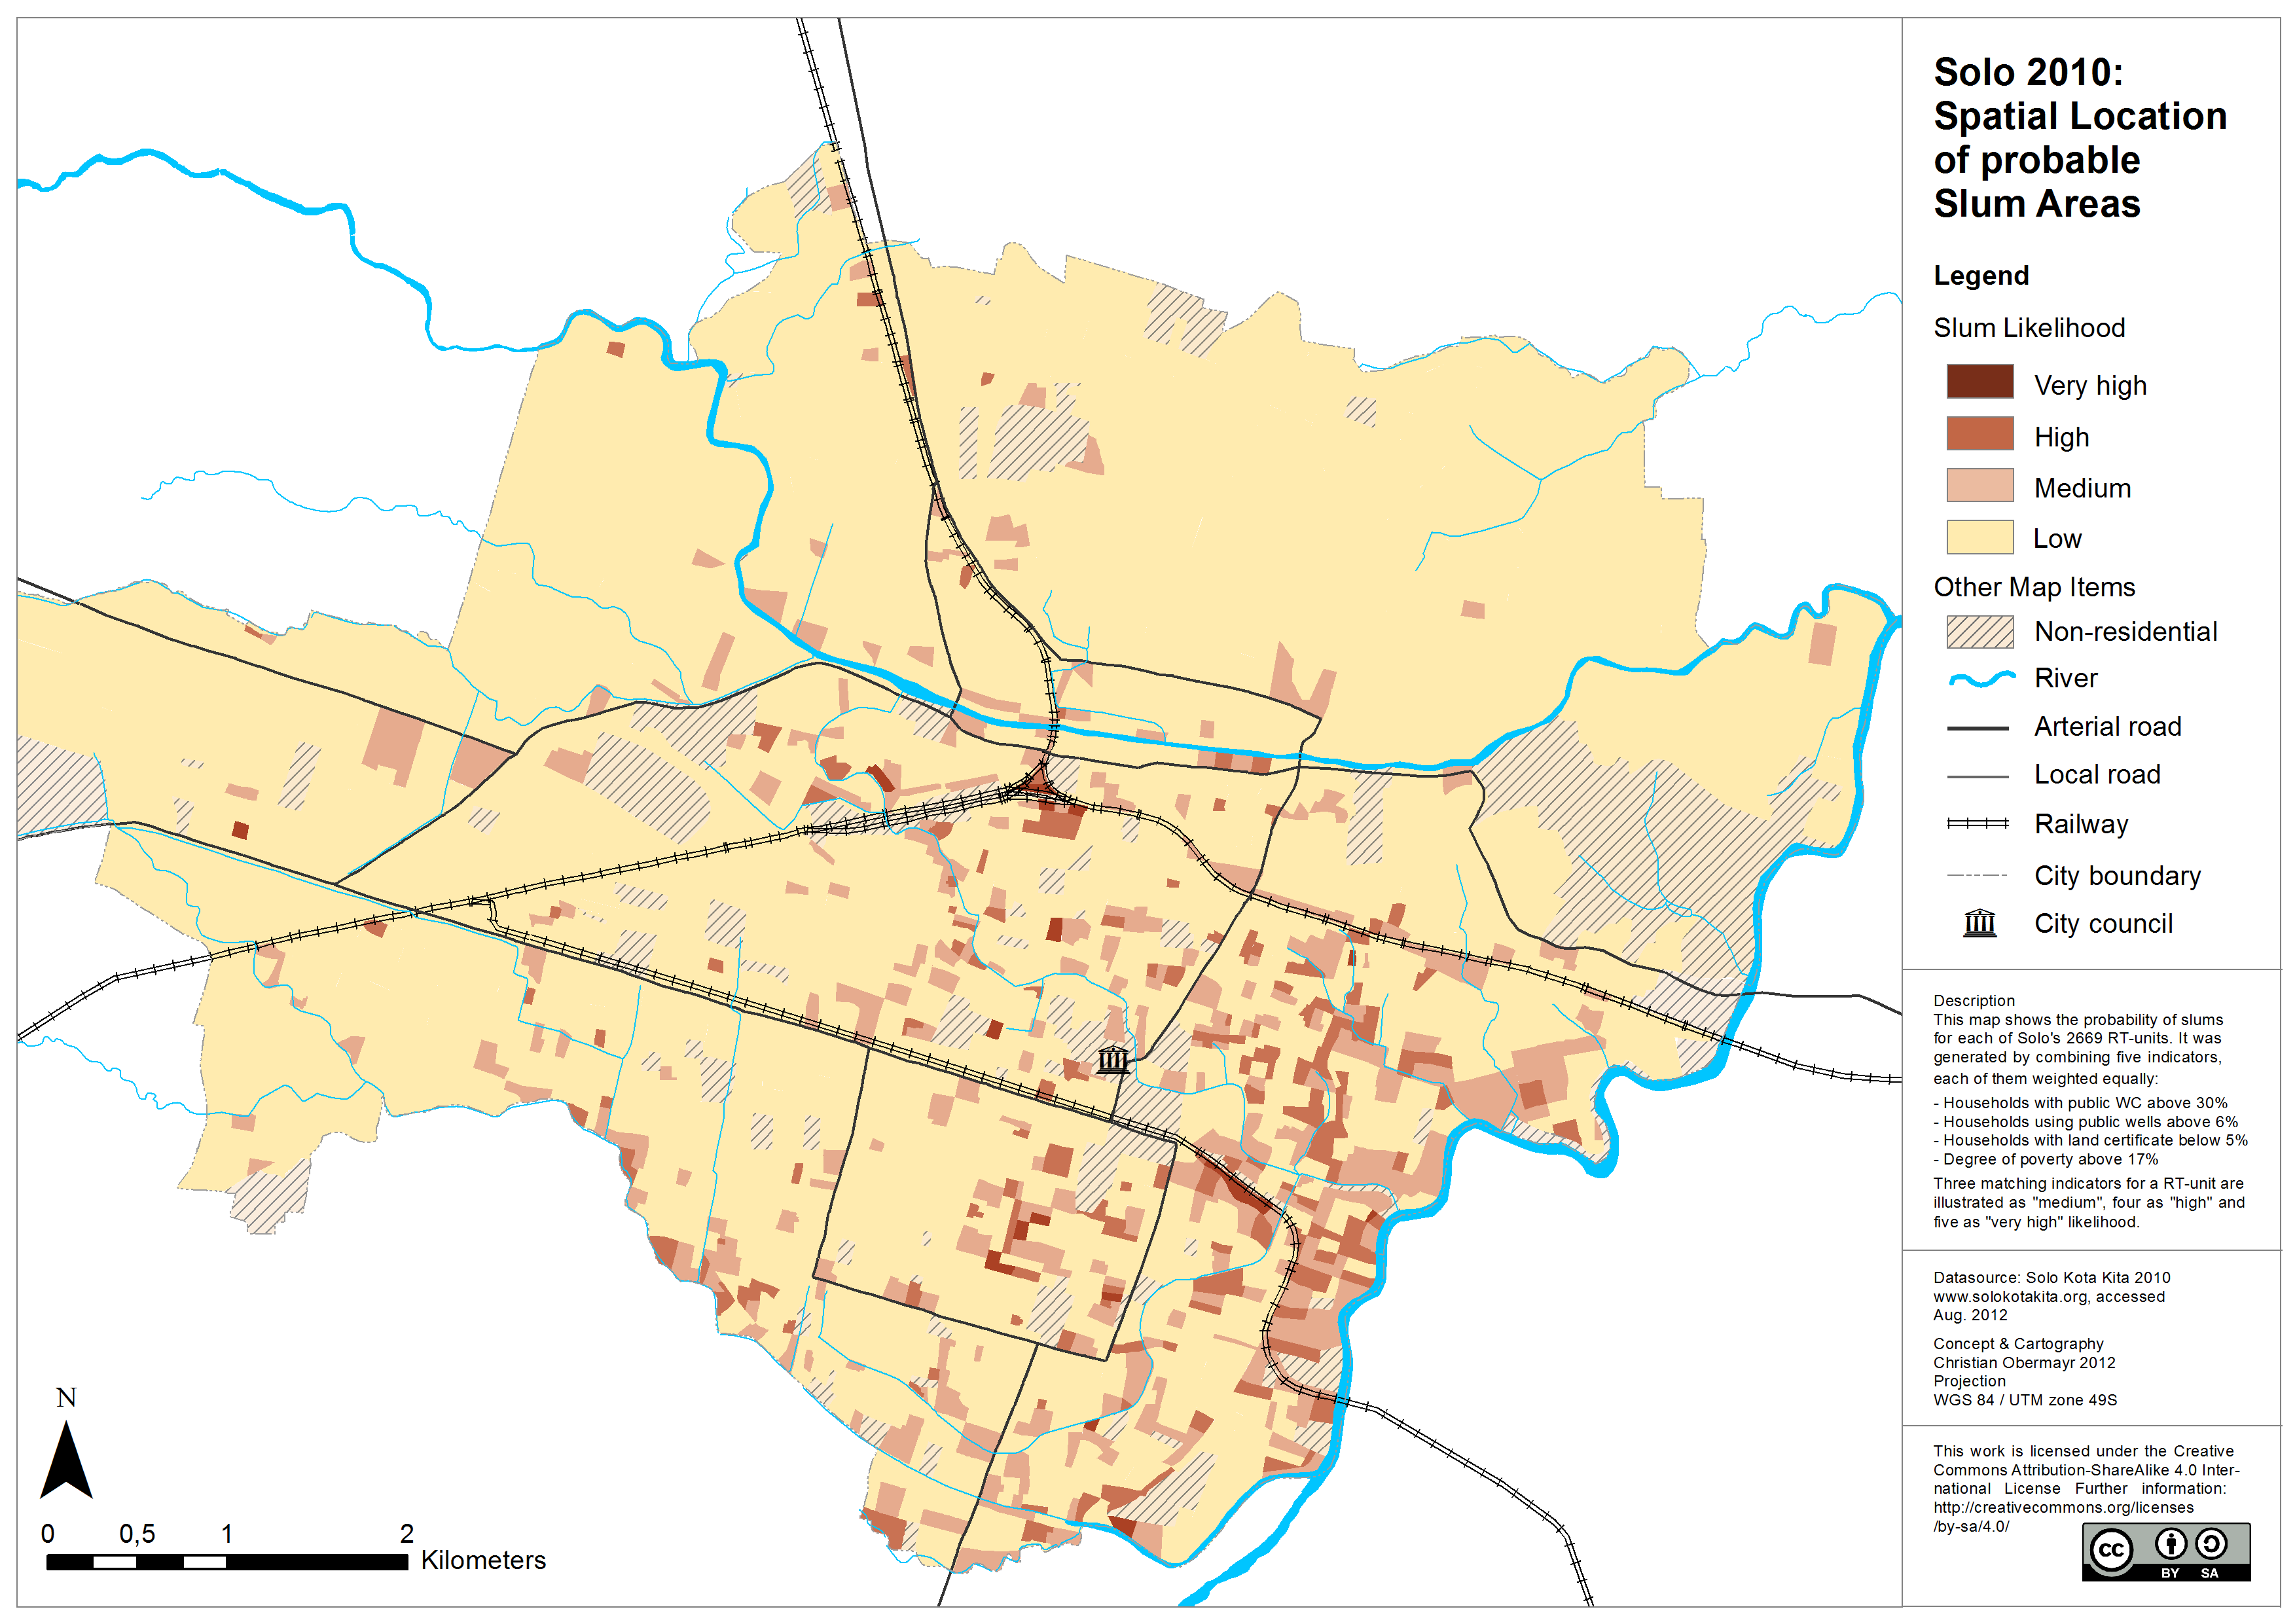 Solo 2010:
Spatial Location
of probable
Slum Areas
Legend
Slum Likelihood
Very high
High
Medium
Low
Other Map Items
Non-residential
River
Arterial road
Local road
Railway
City boundary
City council
Description
This map shows the probability of slums
for each of Solo's 2669 RT-units. It was
generated by combining five indicators,
each of them weighted equally:
- Households with public WC above 30%
- Households using public wells above 6%
- Households with land certificate below 5%
- Degree of poverty above 17%
Three matching indicators for a RT-unit are
illustrated as "medium", four as "high" and
five as "very high" likelihood.
Datasource: Solo Kota Kita 2010
www.solokotakita.org, accessed
Aug. 2012
Concept & Cartography
Christian Obermayr 2012
Projection
WGS 84 / UTM zone 49S
This work is licensed under the Creative
Commons Attribution-ShareAlike 4.0 Inter-
national License Further information:
http://creativecommons.org/licenses
/by-sa/4.0/
cc
BY SA
N
0 0,5 1 2
Kilometers